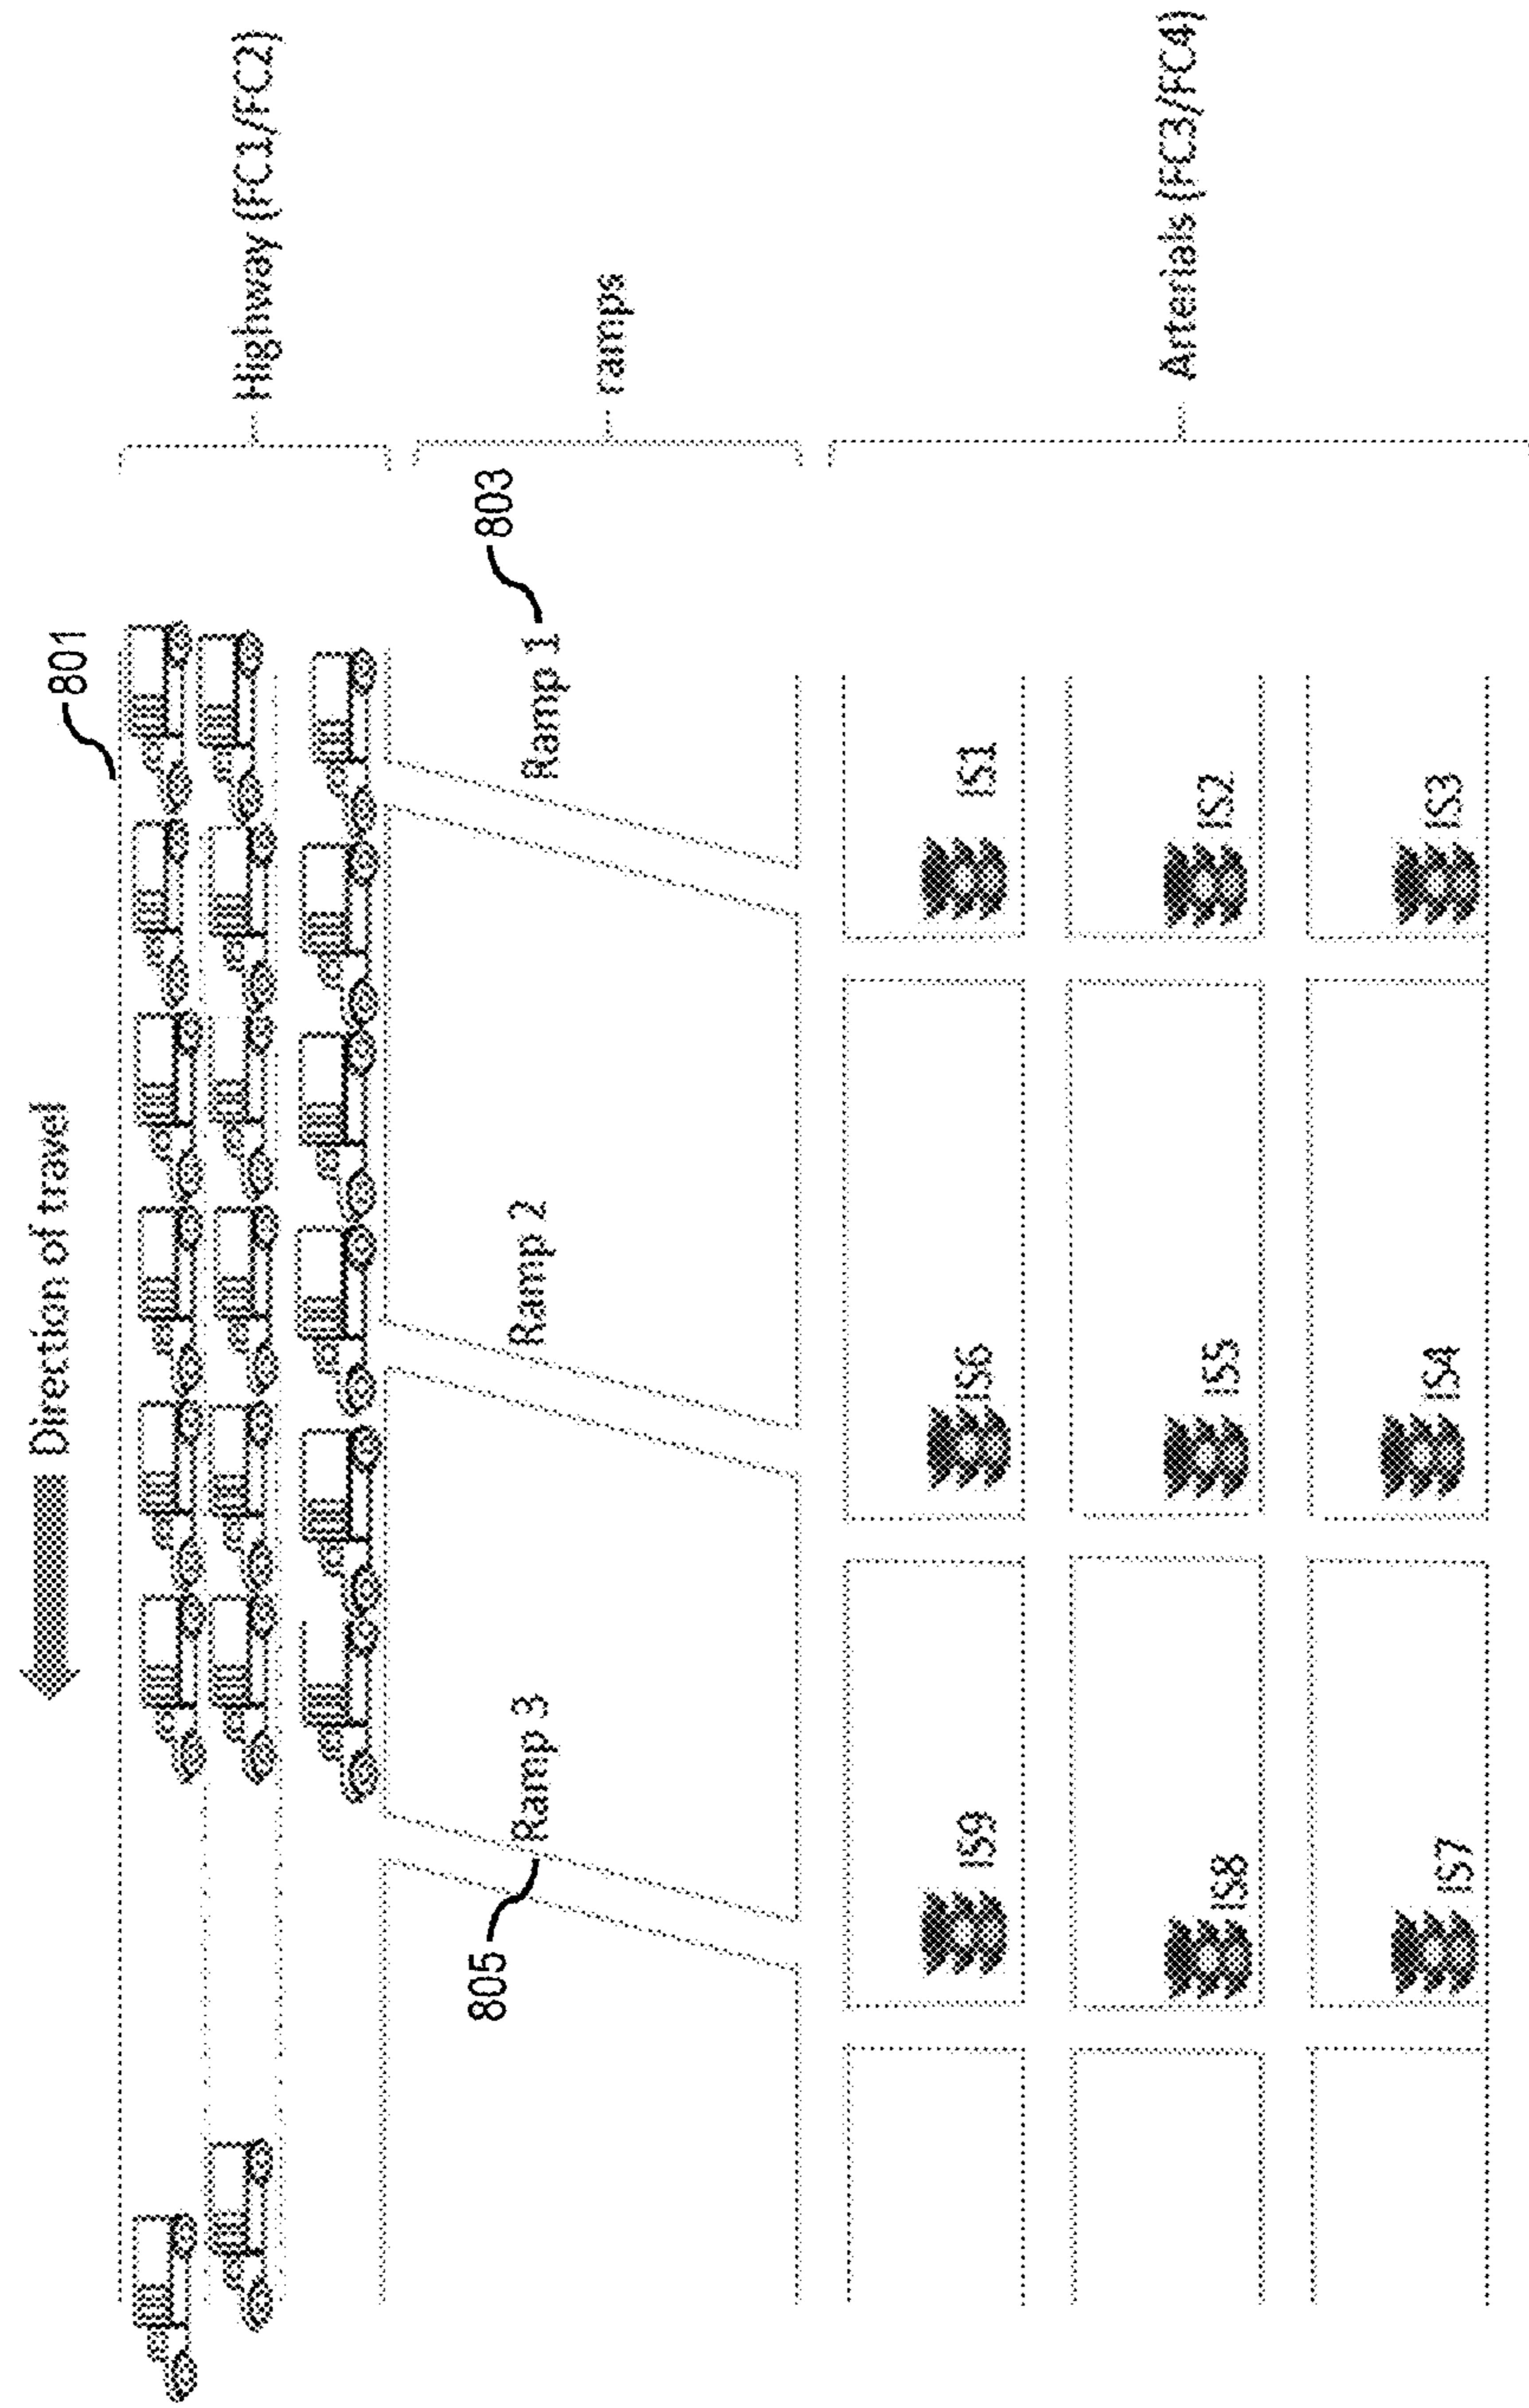 Direction of travel
801
Highway (FC1/FC2)
805
Ramp 3
Ramp 2
Ramp 1
803
ramps
IS9
IS6
IS1
IS8
IS5
IS2
Arterials (FC3/FC4)
IS7
IS4
IS3